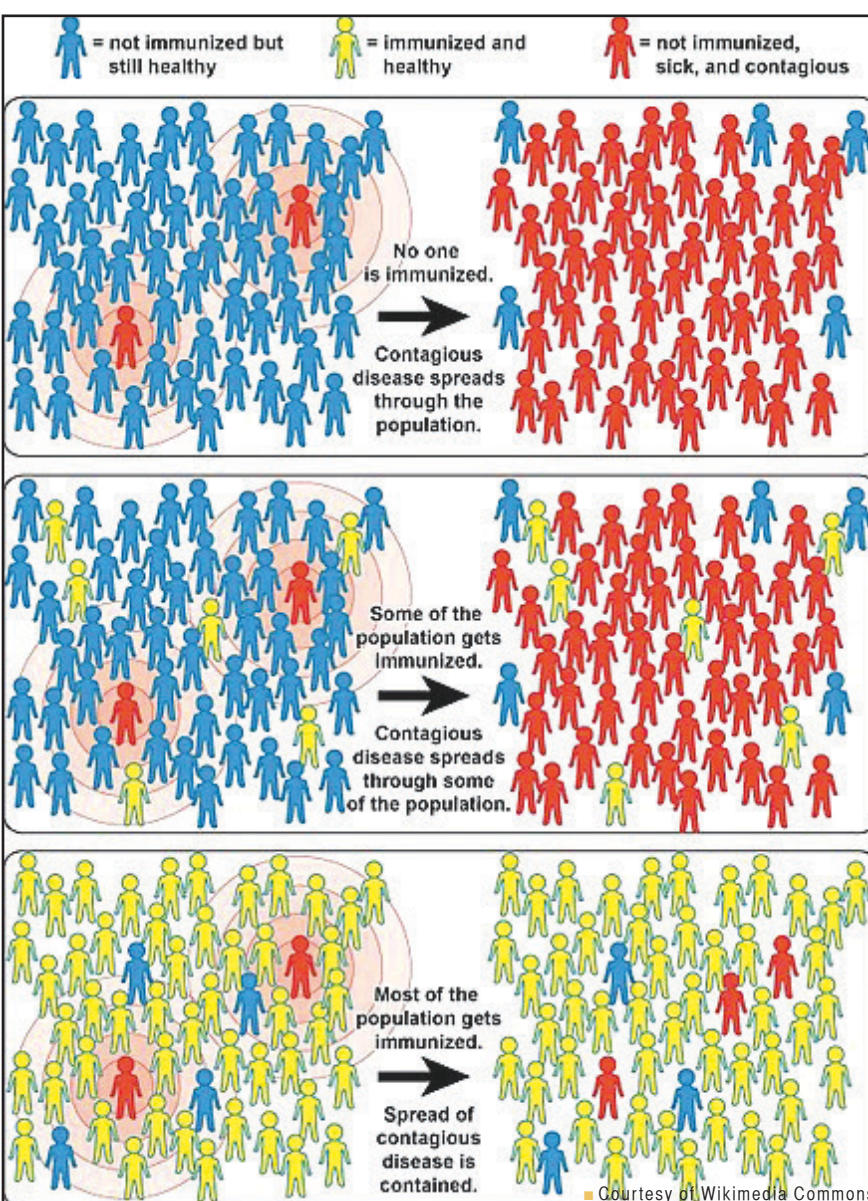 = not immunized but
still healthy
= immunized and
healthy
= not immunized,
sick, and contagious
No one
is immunized.
Contagious
disease spreads
through the
population.
Some of the
population gets
immunized.
Contagious
disease spreads
through some
of the population.
Most of the
population gets
immunized.
Spread of
contagious
disease is
contained.
Courtesy of Wikimedia Common